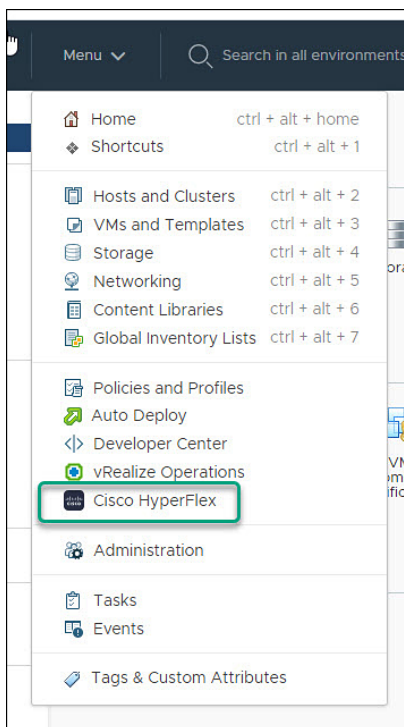 Menu
Search in all environments
Home ctrl + alt + home
Shortcuts ctrl + alt + 1
Hosts and Clusters ctrl + alt + 2
VMs and Templates ctrl + alt + 3
Storage ctrl + alt + 4
Networking ctrl + alt + 5
Content Libraries ctrl + alt + 6
Global Inventory Lists ctrl + alt + 7
Policies and Profiles
Auto Deploy
Developer Center
vRealize Operations
Cisco HyperFlex
Administration
Tasks
Events
Tags & Custom Attributes